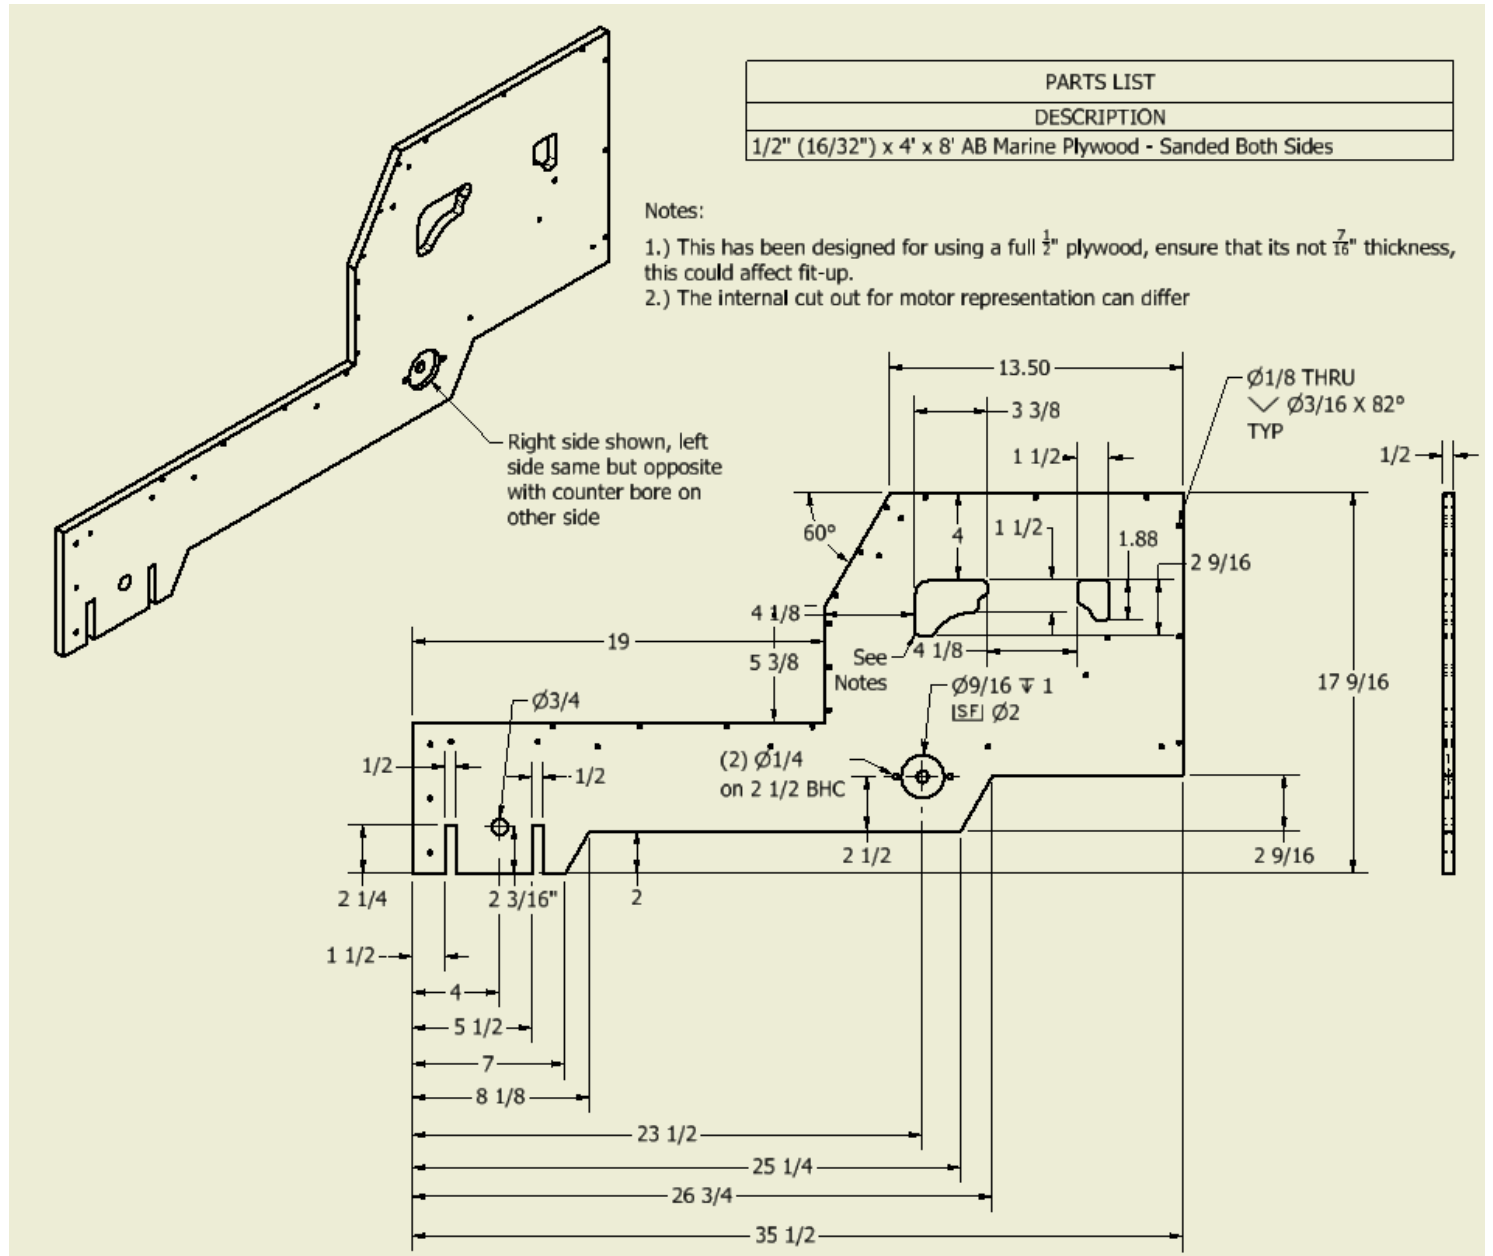 PARTS LIST
DESCRIPTION
1/2" (16/32") x 4' x 8' AB Marine Plywood - Sanded Both Sides
Notes:
1.) This has been designed for using a full 1/2" plywood, ensure that its not 7/16" thickness,
this could affect fit-up.
2.) The internal cut out for motor representation can differ
Right side shown, left
side same but opposite
with counter bore on
other side
13.50
Ø1/8 THRU
⌵ Ø3/16 X 82°
TYP
3 3/8
1 1/2
1/2
60°
4
1 1/2
1.88
2 9/16
4 1/8
19
5 3/8
See
Notes
4 1/8
17 9/16
Ø3/4
Ø9/16 ↧ 1
SF Ø2
1/2
1/2
(2) Ø1/4
on 2 1/2 BHC
2 1/4
2 3/16"
2
2 1/2
2 9/16
1 1/2
4
5 1/2
7
8 1/8
23 1/2
25 1/4
26 3/4
35 1/2